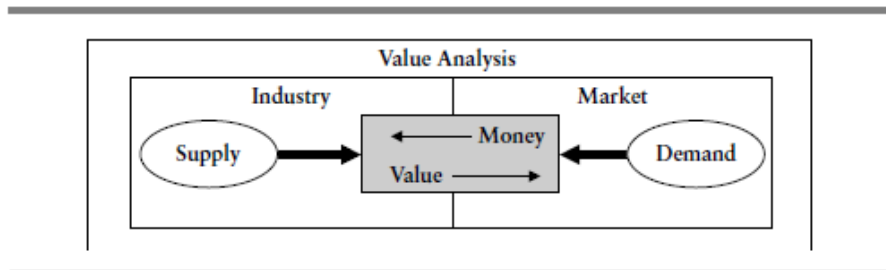 Value Analysis
Industry Market
Money
Supply Demand
Value